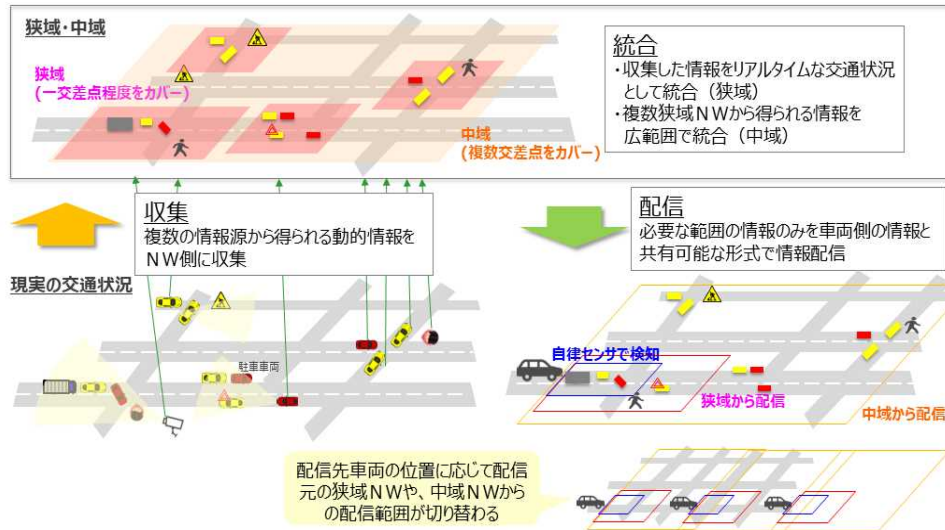 狭域・中域
狭域
(一交差点程度をカバー)
中域
(複数交差点をカバー)
統合
・収集した情報をリアルタイムな交通状況
として統合（狭域）
・複数狭域ＮＷから得られる情報を
広範囲で統合（中域）
収集
複数の情報源から得られる動的情報を
ＮＷ側に収集
配信
必要な範囲の情報のみを車両側の情報と
共有可能な形式で情報配信
現実の交通状況
駐車車両
自律センサで検知
狭域から配信
中域から配信
配信先車両の位置に応じて配信
元の狭域ＮＷや、中域ＮＷから
の配信範囲が切り替わる